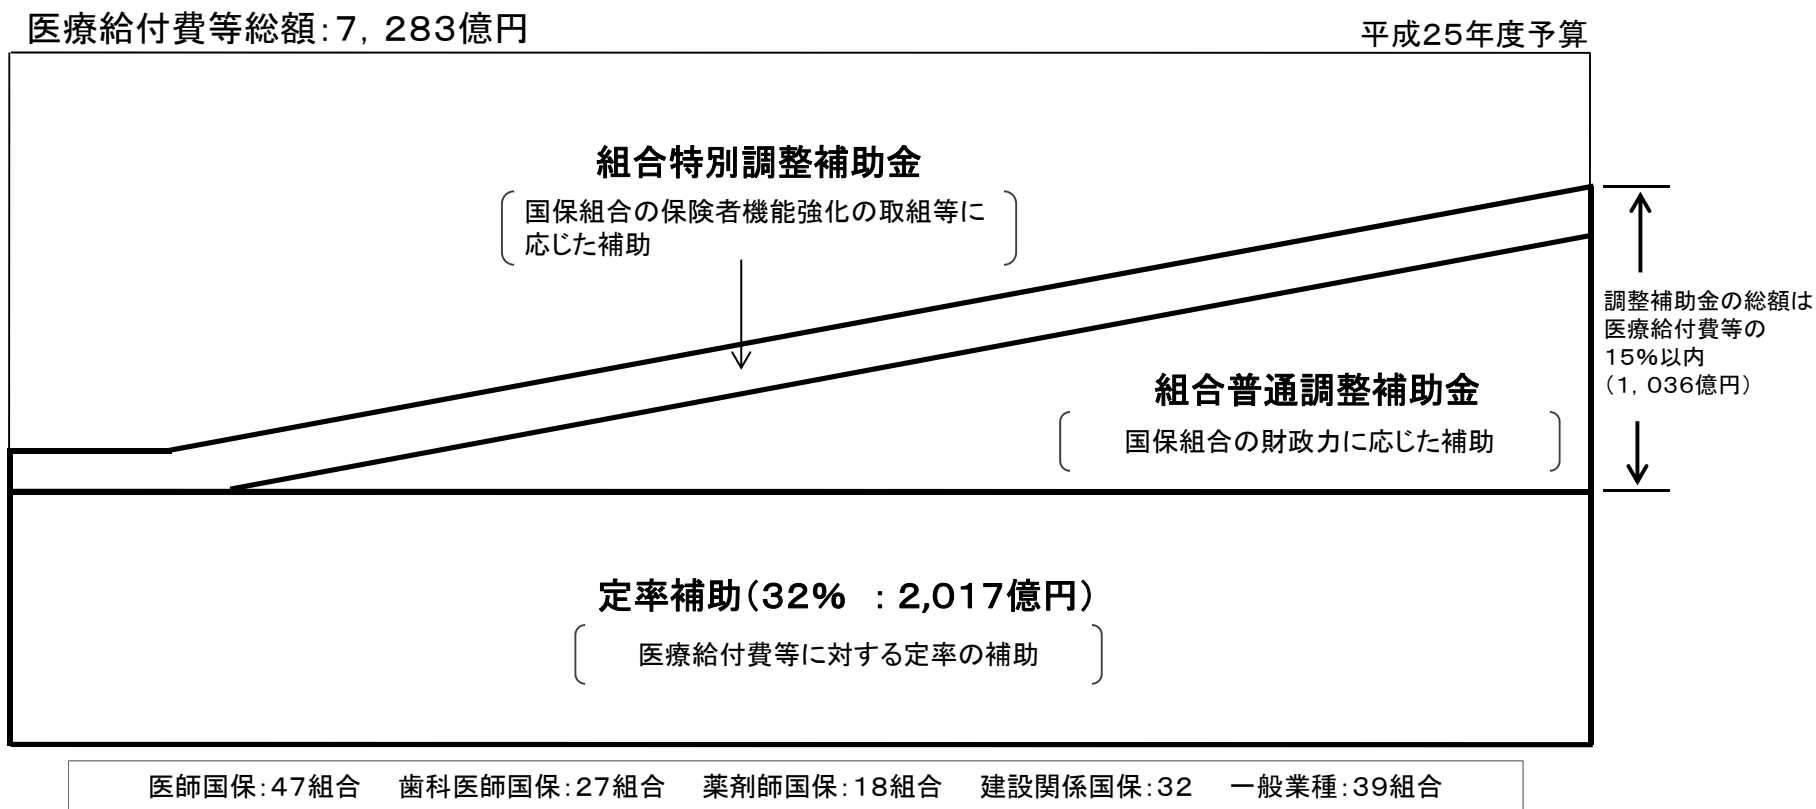 医療給付費等総額：７，２８３億円
平成２５年度予算
組合特別調整補助金
国保組合の保険者機能強化の取組等に
応じた補助
調整補助金の総額は
医療給付費等の
１５％以内
（１，０３６億円）
組合普通調整補助金
国保組合の財政力に応じた補助
定率補助（３２％　：２,０１７億円）
医療給付費等に対する定率の補助
医師国保：４７組合　歯科医師国保：２７組合　薬剤師国保：１８組合　建設関係国保：３２　一般業種：３９組合